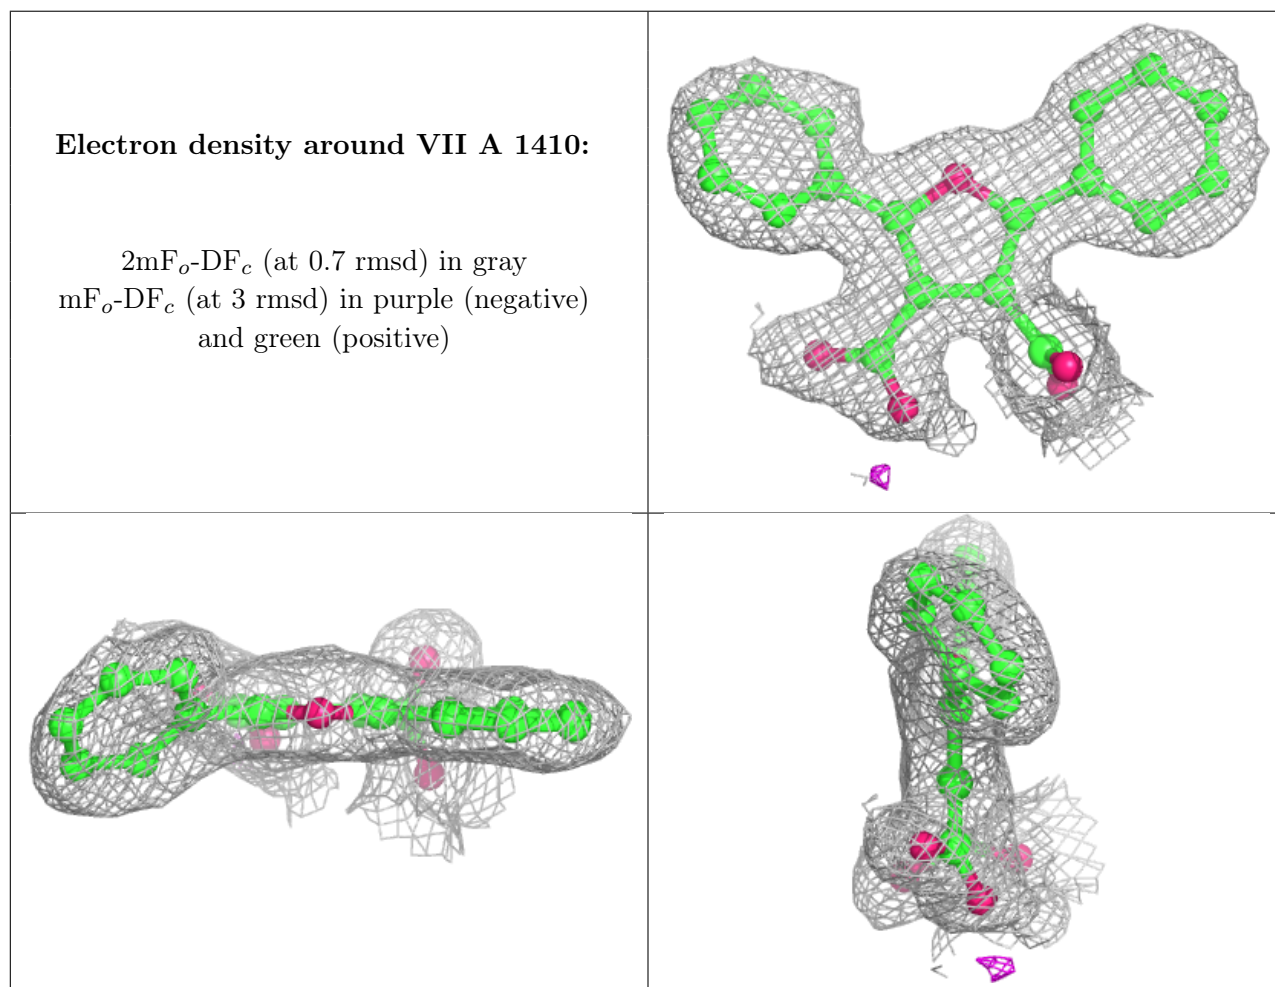 Electron density around VII A 1410:
2mFo-DFc (at 0.7 rmsd) in gray
mFo-DFc (at 3 rmsd) in purple (negative)
and green (positive)